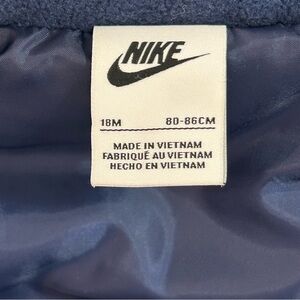 NIKE
18M 80-86CM
MADE IN VIETNAM
FABRIQUÉ AU VIETNAM
HECHO EN VIETNAM